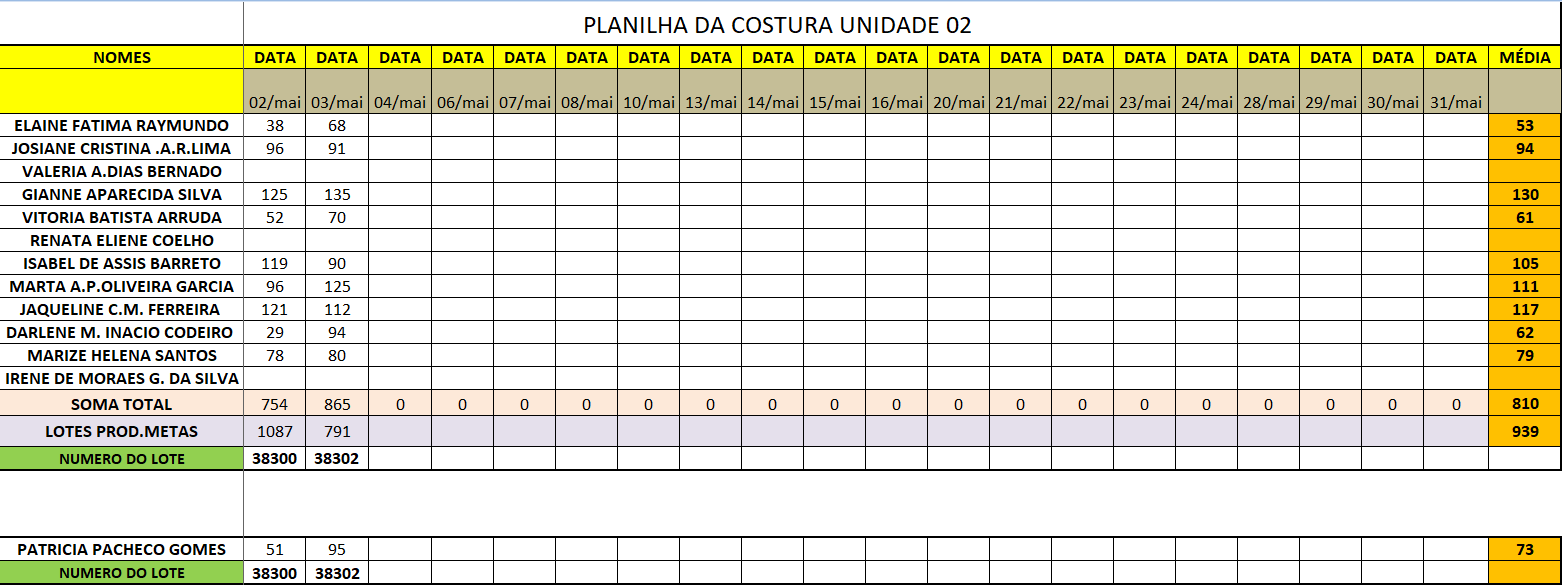 PLANILHA DA COSTURA UNIDADE 02
NOMES DATA DATA DATA DATA DATA DATA DATA DATA DATA DATA DATA DATA DATA DATA DATA DATA DATA DATA DATA DATA MÉDIA
02/mai 03/mai 04/mai 06/mai 07/mai 08/mai 10/mai 13/mai 14/mai 15/mai 16/mai 20/mai 21/mai 22/mai 23/mai 24/mai 28/mai 29/mai 30/mai 31/mai
ELAINE FATIMA RAYMUNDO 38 68 53
JOSIANE CRISTINA .A.R.LIMA 96 91 94
VALERIA A.DIAS BERNADO
GIANNE APARECIDA SILVA 125 135 130
VITORIA BATISTA ARRUDA 52 70 61
RENATA ELIENE COELHO
ISABEL DE ASSIS BARRETO 119 90 105
MARTA A.P.OLIVEIRA GARCIA 96 125 111
JAQUELINE C.M. FERREIRA 121 112 117
DARLENE M. INACIO CODEIRO 29 94 62
MARIZE HELENA SANTOS 78 80 79
IRENE DE MORAES G. DA SILVA
SOMA TOTAL 754 865 0 0 0 0 0 0 0 0 0 0 0 0 0 0 0 0 0 0 810
LOTES PROD.METAS 1087 791 939
NUMERO DO LOTE 38300 38302
PATRICIA PACHECO GOMES 51 95 73
NUMERO DO LOTE 38300 38302